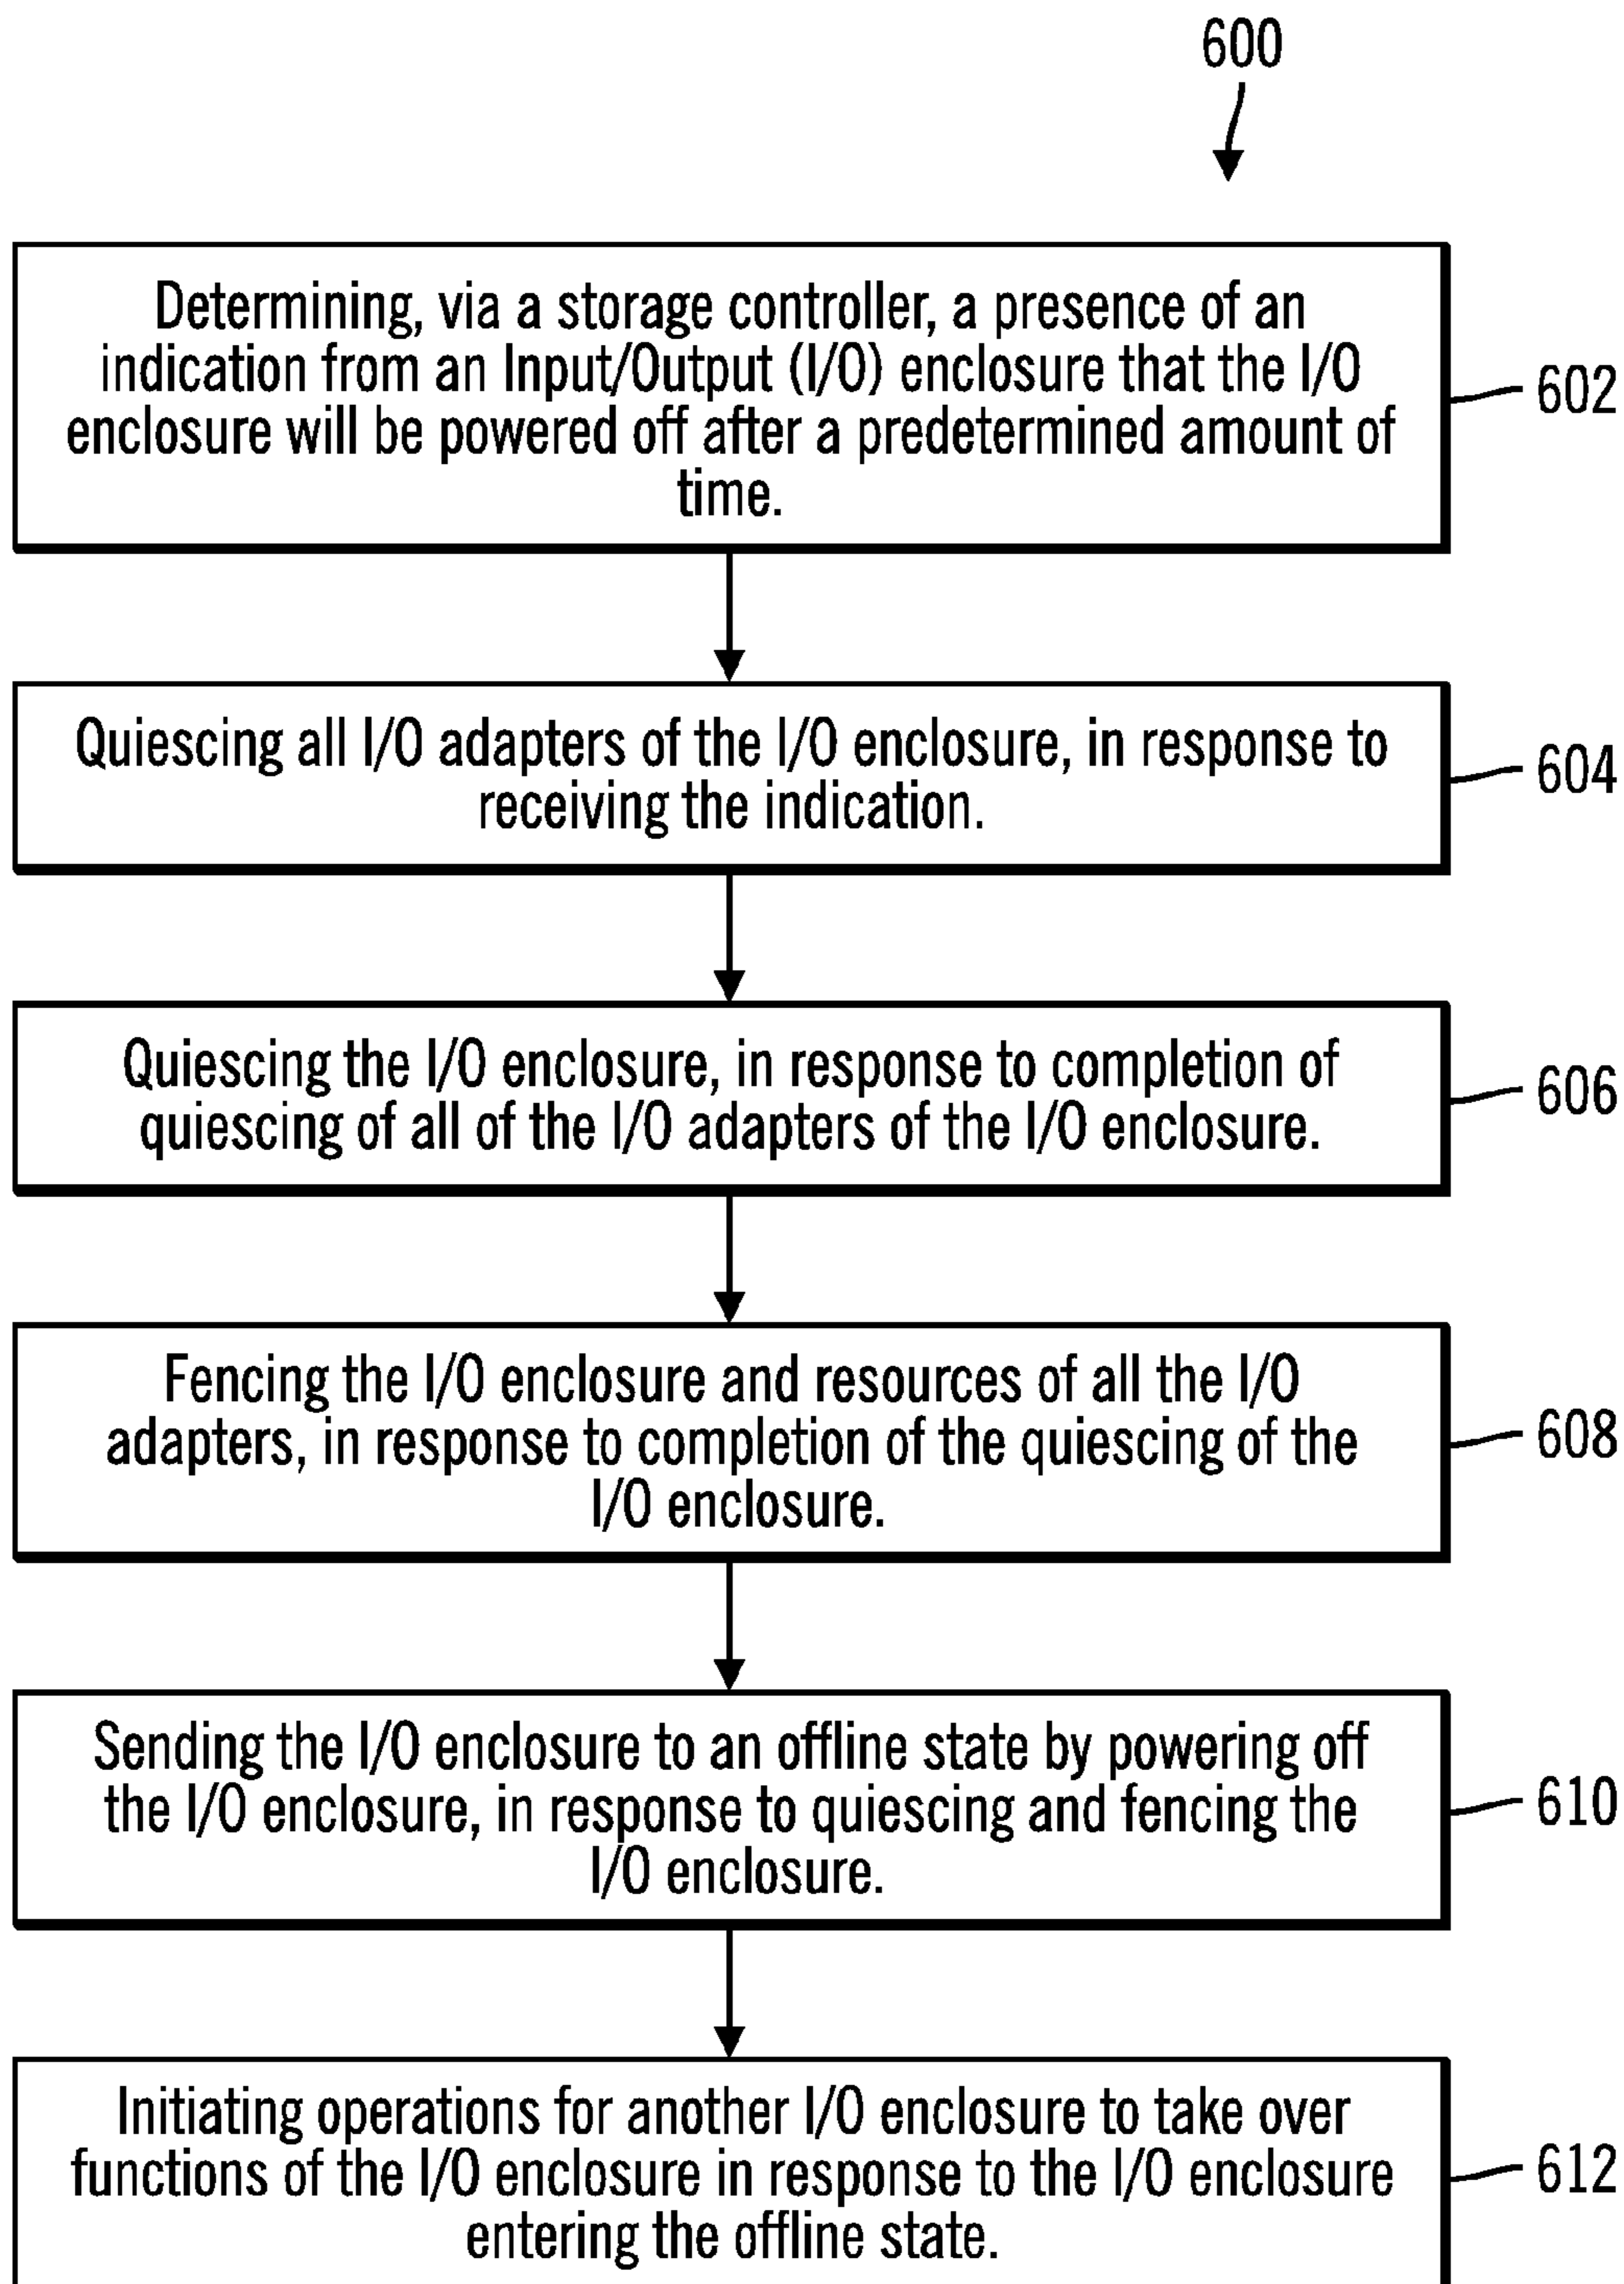 600
Determining, via a storage controller, a presence of an
indication from an Input/Output (I/O) enclosure that the I/O
enclosure will be powered off after a predetermined amount of
time.
602
Quiescing all I/O adapters of the I/O enclosure, in response to
receiving the indication.
604
Quiescing the I/O enclosure, in response to completion of
quiescing of all of the I/O adapters of the I/O enclosure.
606
Fencing the I/O enclosure and resources of all the I/O
adapters, in response to completion of the quiescing of the
I/O enclosure.
608
Sending the I/O enclosure to an offline state by powering off
the I/O enclosure, in response to quiescing and fencing the
I/O enclosure.
610
Initiating operations for another I/O enclosure to take over
functions of the I/O enclosure in response to the I/O enclosure
entering the offline state.
612